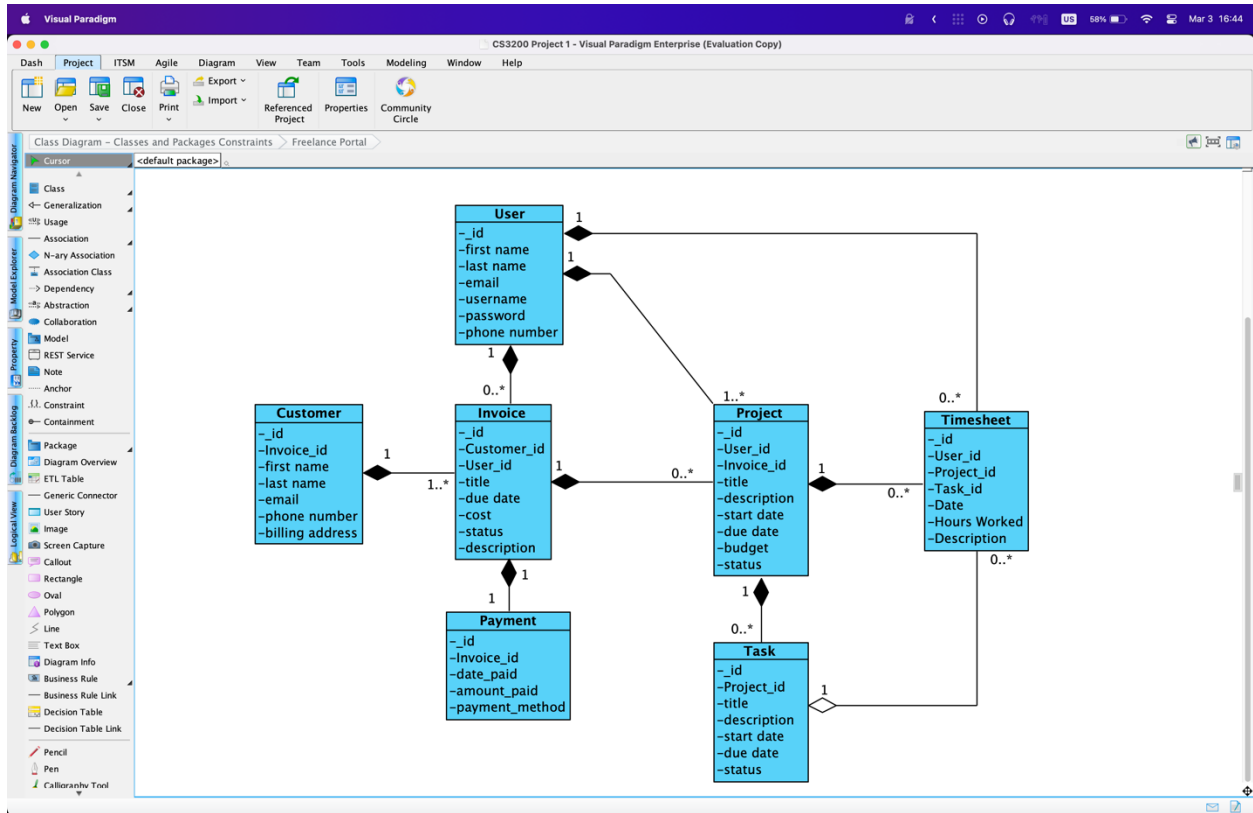 Visual Paradigm
US
58%
Mar 3 16:44
CS3200 Project 1 - Visual Paradigm Enterprise (Evaluation Copy)
Dash Project ITSM Agile Diagram View Team Tools Modeling Window Help
New Open Save Close Print
Export
Import
Referenced Project
Properties
Community Circle
Class Diagram - Classes and Packages Constraints
Freelance Portal
Diagram Navigator
Model Explorer
Property
Diagram Backlog
Logical View
Cursor
Class
Generalization
Usage
Association
N-ary Association
Association Class
Dependency
Abstraction
Collaboration
Model
REST Service
Note
Anchor
Constraint
Containment
Package
Diagram Overview
ETL Table
Generic Connector
User Story
Image
Screen Capture
Callout
Rectangle
Oval
Polygon
Line
Text Box
Diagram Info
Business Rule
Business Rule Link
Decision Table
Decision Table Link
Pencil
Pen
Calligraphy Tool
<default package>
User
-_id
-first name
-last name
-email
-username
-password
-phone number
1
1
1
0..*
1..*
0..*
Customer
-_id
-Invoice_id
-first name
-last name
-email
-phone number
-billing address
1
1..*
Invoice
-_id
-Customer_id
-User_id
-title
-due date
-cost
-status
-description
1
0..*
1
1
Project
-_id
-User_id
-Invoice_id
-title
-description
-start date
-due date
-budget
-status
1
0..*
1
0..*
Timesheet
-_id
-User_id
-Project_id
-Task_id
-Date
-Hours Worked
-Description
0..*
Payment
-_id
-Invoice_id
-date_paid
-amount_paid
-payment_method
Task
-_id
-Project_id
-title
-description
-start date
-due date
-status
1